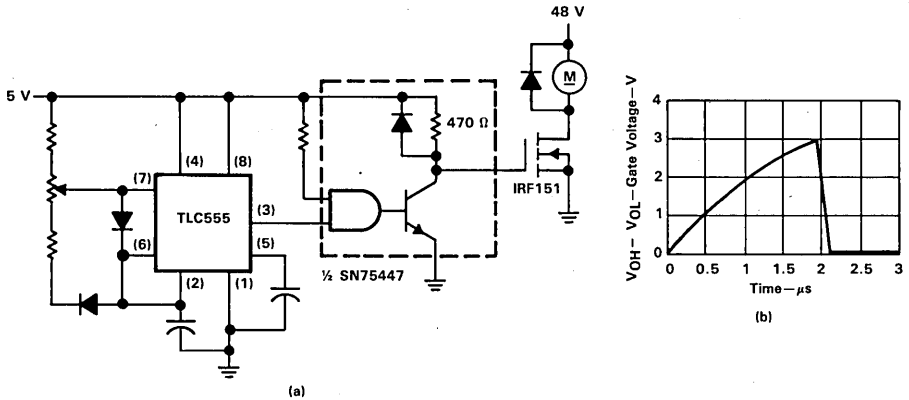 48 V
M
5 V
470 Ω
(4)
(8)
(7)
TLC555
(3)
IRF151
(6)
(5)
(2)
(1)
½ SN75447
(a)
VOH – VOL – Gate Voltage – V
4
3
2
1
0
0 0.5 1 1.5 2 2.5 3
Time – μs
(b)